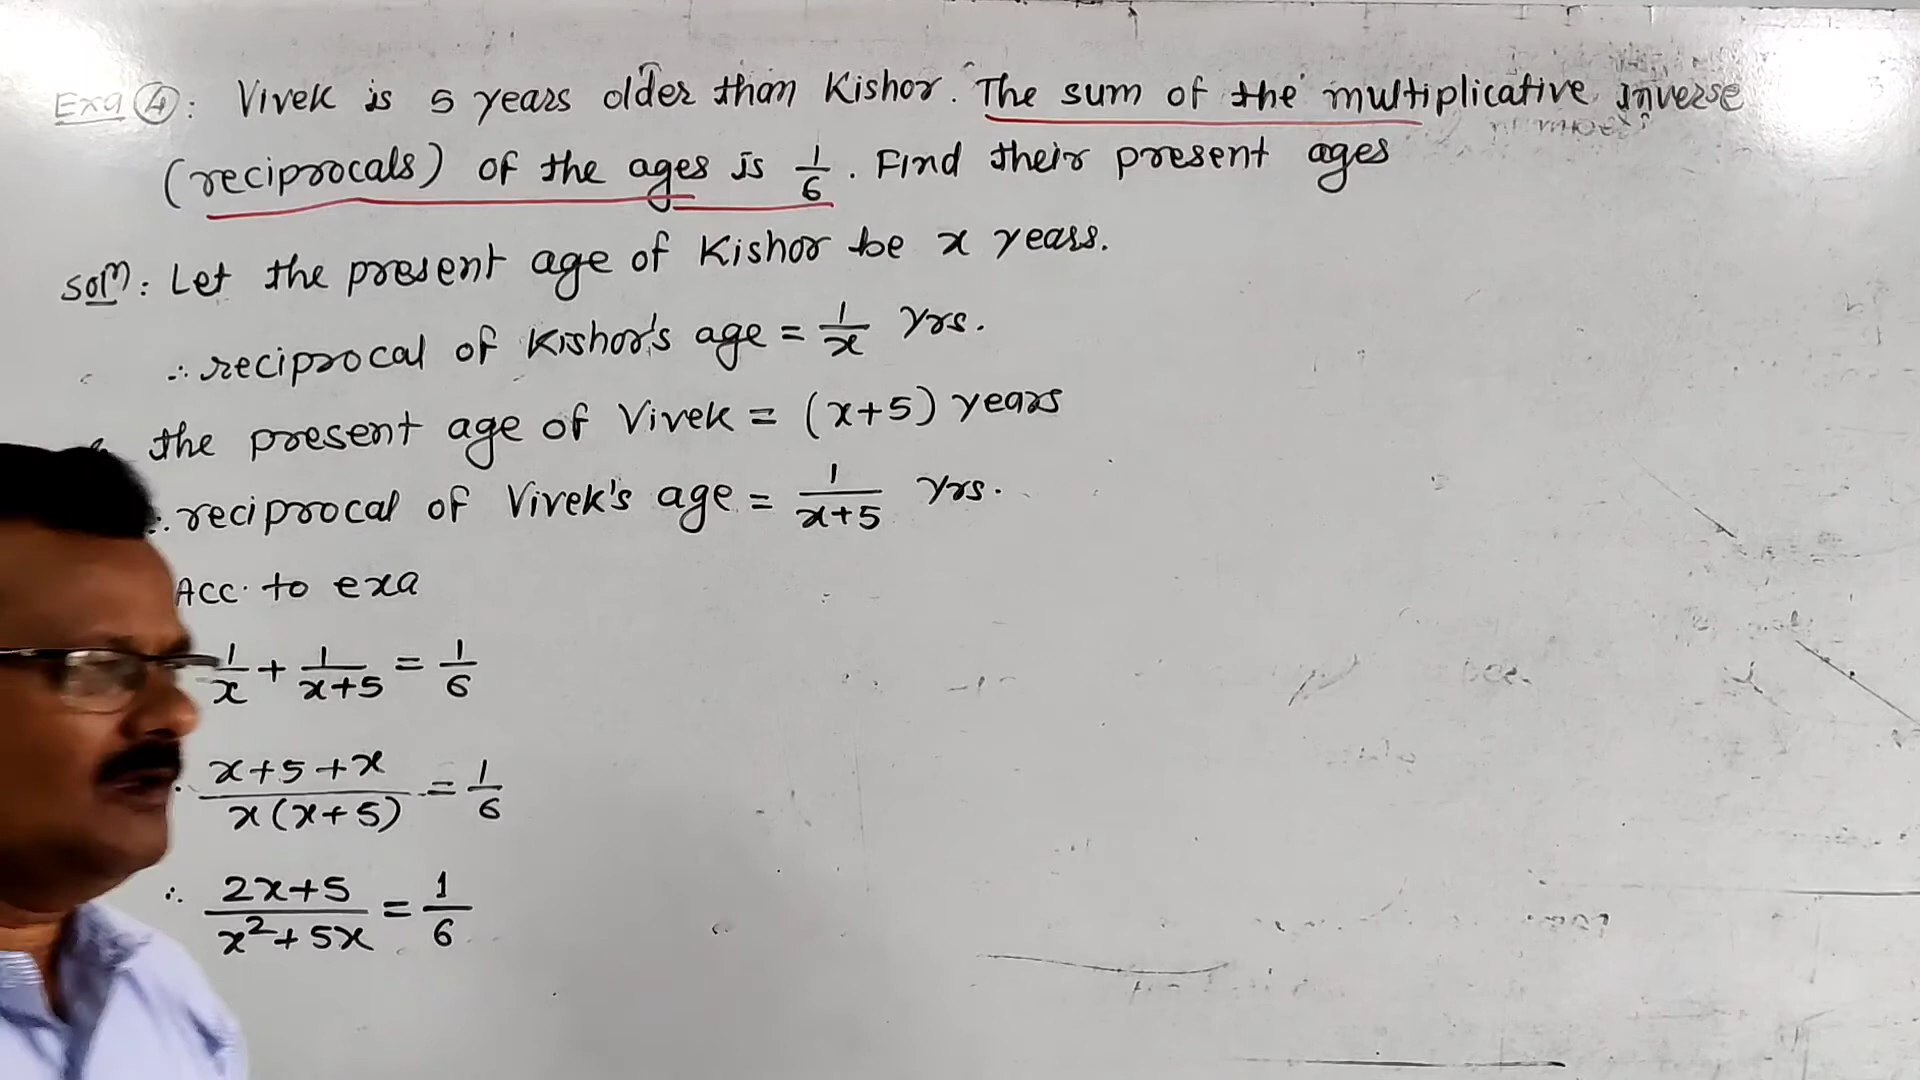 Exa ④: Vivek is 5 years older than Kishor. The sum of the multiplicative inverse
(reciprocals) of the ages is 1/6. Find their present ages
Solⁿ: Let the present age of Kishor be x years.
∴ reciprocal of Kishor's age = 1/x yrs.
the present age of Vivek = (x+5) years
∴ reciprocal of Vivek's age = 1/(x+5) yrs.
Acc. to exa
1/x + 1/(x+5) = 1/6
(x+5+x)/(x(x+5)) = 1/6
∴ (2x+5)/(x²+5x) = 1/6